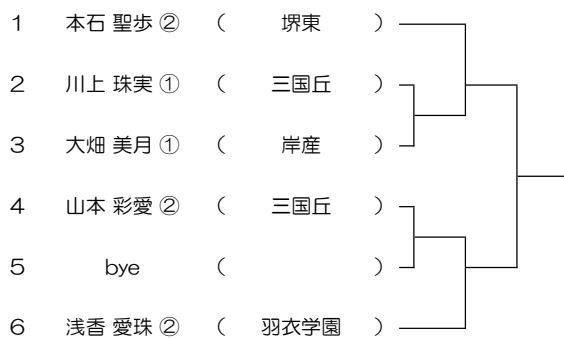 1 本石 聖歩 ② ( 堺東 )
2 川上 珠実 ① ( 三国丘 )
3 大畑 美月 ① ( 岸産 )
4 山本 彩愛 ② ( 三国丘 )
5 bye ( )
6 浅香 愛珠 ② ( 羽衣学園 )